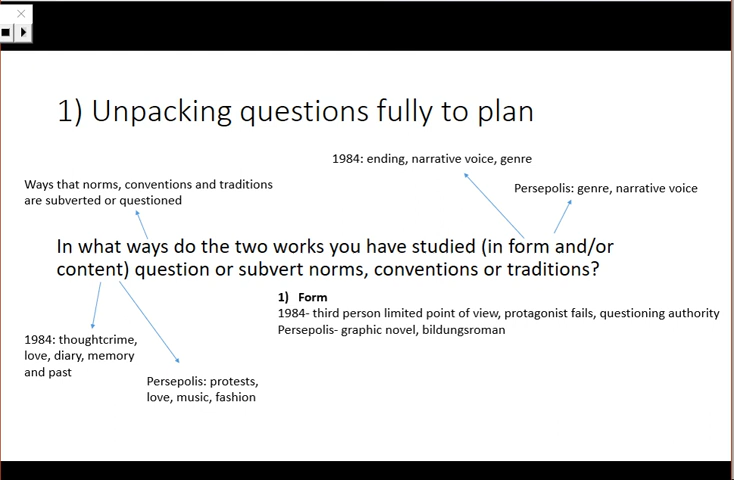 1) Unpacking questions fully to plan
1984: ending, narrative voice, genre
Ways that norms, conventions and traditions
are subverted or questioned
Persepolis: genre, narrative voice
In what ways do the two works you have studied (in form and/or
content) question or subvert norms, conventions or traditions?
1) Form
1984- third person limited point of view, protagonist fails, questioning authority
Persepolis- graphic novel, bildungsroman
1984: thoughtcrime,
love, diary, memory
and past
Persepolis: protests,
love, music, fashion